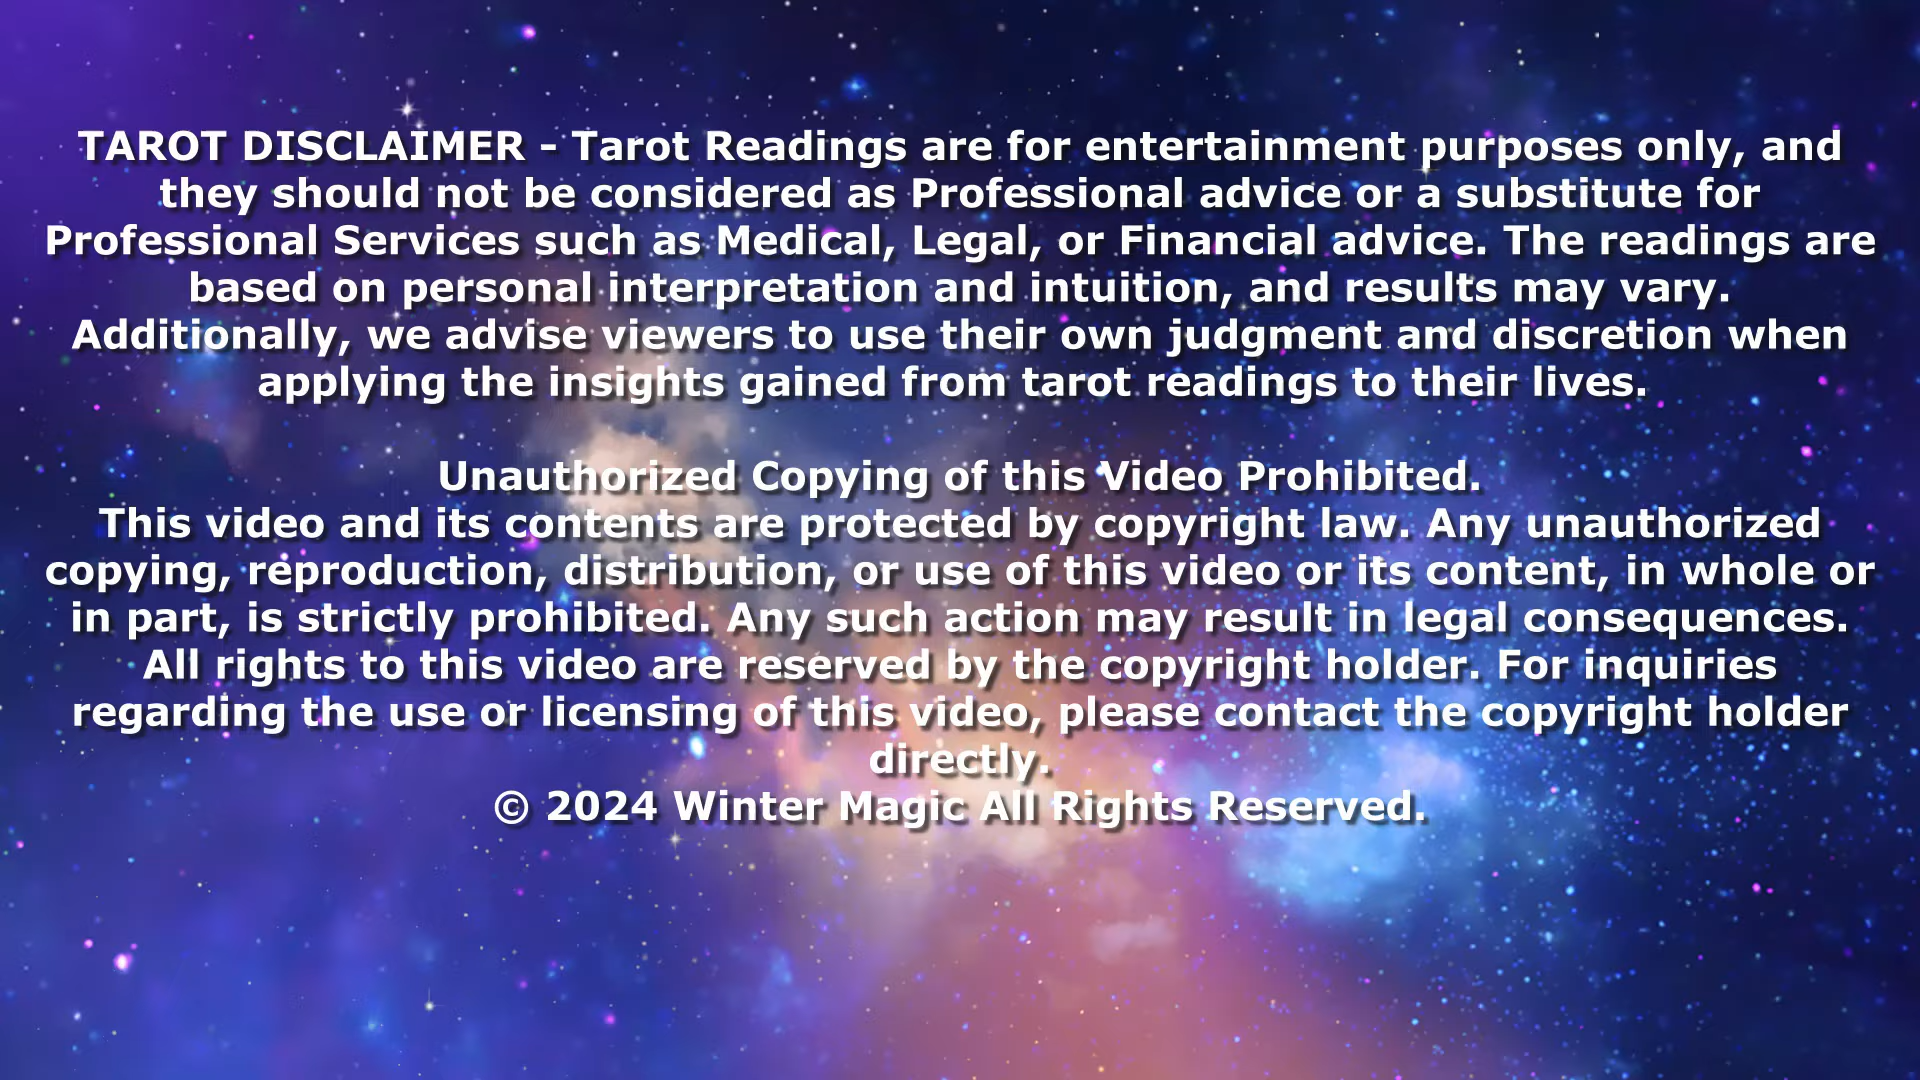 TAROT DISCLAIMER - Tarot Readings are for entertainment purposes only, and
they should not be considered as Professional advice or a substitute for
Professional Services such as Medical, Legal, or Financial advice. The readings are
based on personal interpretation and intuition, and results may vary.
Additionally, we advise viewers to use their own judgment and discretion when
applying the insights gained from tarot readings to their lives.
Unauthorized Copying of this Video Prohibited.
This video and its contents are protected by copyright law. Any unauthorized
copying, reproduction, distribution, or use of this video or its content, in whole or
in part, is strictly prohibited. Any such action may result in legal consequences.
All rights to this video are reserved by the copyright holder. For inquiries
regarding the use or licensing of this video, please contact the copyright holder
directly.
© 2024 Winter Magic All Rights Reserved.